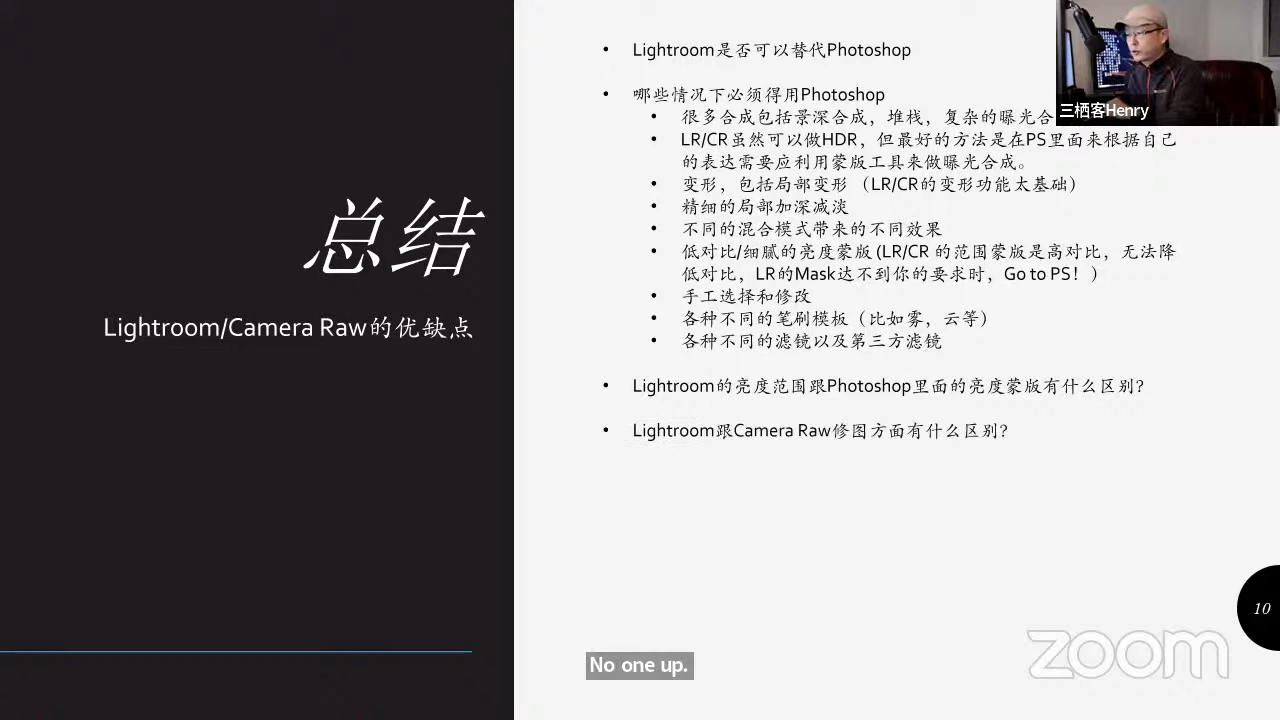 总结
Lightroom/Camera Raw的优缺点
• Lightroom是否可以替代Photoshop
• 哪些情况下必须得用Photoshop
• 很多合成包括景深合成，堆栈，复杂的曝光合
• LR/CR虽然可以做HDR，但最好的方法是在PS里面来根据自己
的表达需要应利用蒙版工具来做曝光合成。
• 变形，包括局部变形 （LR/CR的变形功能太基础）
• 精细的局部加深减淡
• 不同的混合模式带来的不同效果
• 低对比/细腻的亮度蒙版 (LR/CR 的范围蒙版是高对比，无法降
低对比，LR的Mask达不到你的要求时，Go to PS！）
• 手工选择和修改
• 各种不同的笔刷模板（比如雾，云等）
• 各种不同的滤镜以及第三方滤镜
• Lightroom的亮度范围跟Photoshop里面的亮度蒙版有什么区别？
• Lightroom跟Camera Raw修图方面有什么区别？
三栖客Henry
10
No one up.
zoom